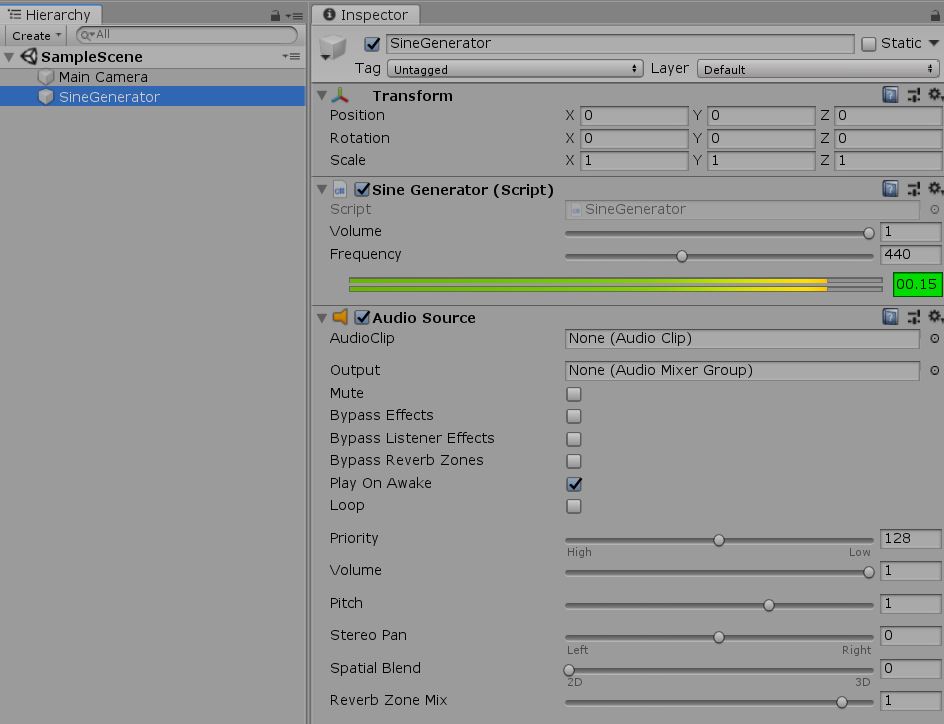 Hierarchy
Create
All
SampleScene
Main Camera
SineGenerator
Inspector
SineGenerator
Static
Tag Untagged Layer Default
Transform
Position X 0 Y 0 Z 0
Rotation X 0 Y 0 Z 0
Scale X 1 Y 1 Z 1
Sine Generator (Script)
Script SineGenerator
Volume 1
Frequency 440
00.15
Audio Source
AudioClip None (Audio Clip)
Output None (Audio Mixer Group)
Mute
Bypass Effects
Bypass Listener Effects
Bypass Reverb Zones
Play On Awake
Loop
Priority 128
High Low
Volume 1
Pitch 1
Stereo Pan 0
Left Right
Spatial Blend 0
2D 3D
Reverb Zone Mix 1